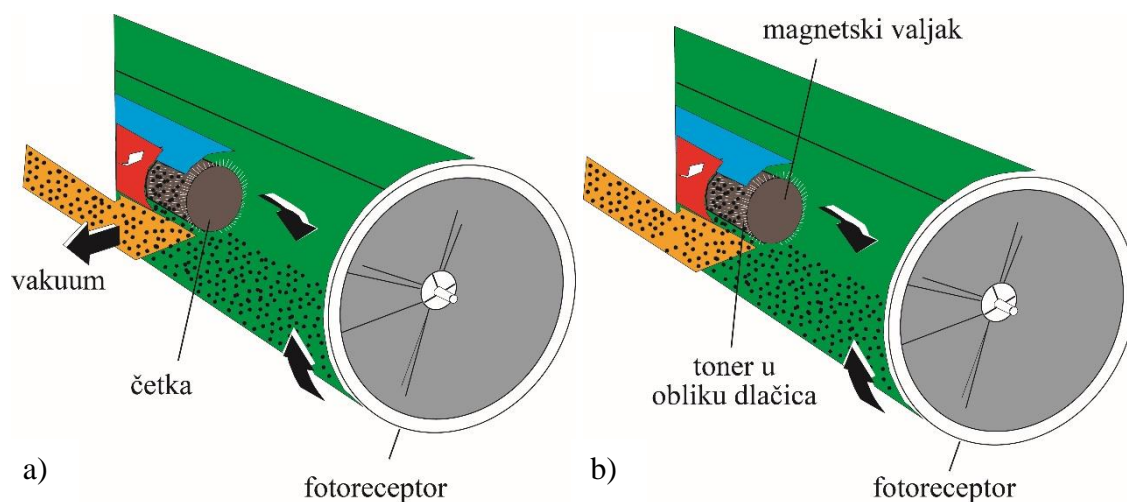 vakuum
četka
fotoreceptor
a)
magnetski valjak
toner u
obliku dlačica
fotoreceptor
b)